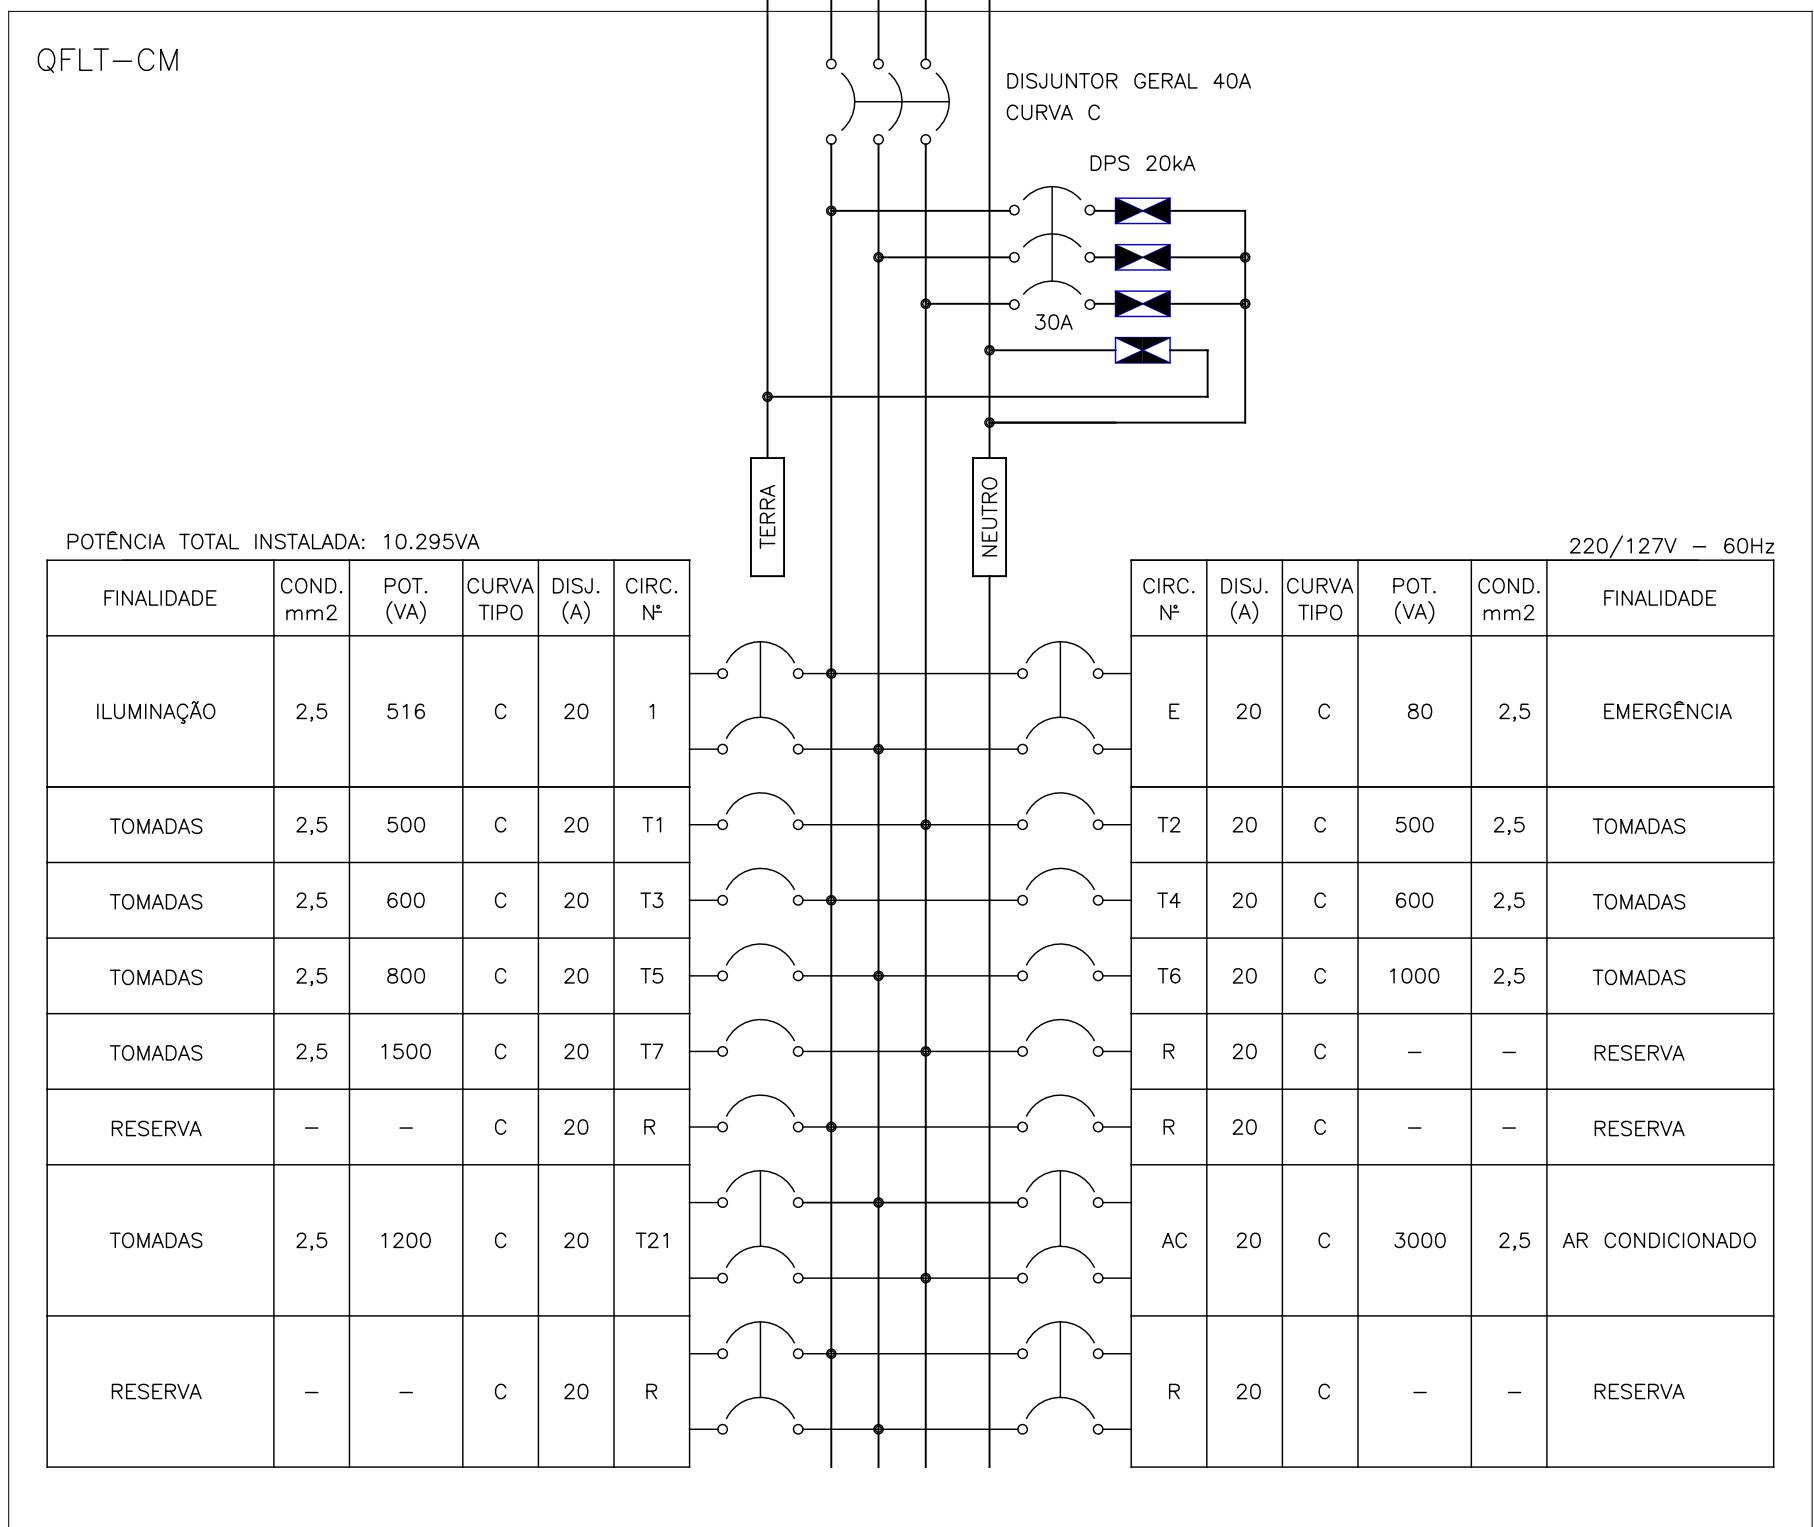 QFLT-CM
DISJUNTOR GERAL 40A
CURVA C
DPS 20kA
30A
TERRA
NEUTRO
POTÊNCIA TOTAL INSTALADA: 10.295VA
220/127V - 60Hz
FINALIDADE COND. mm2 POT. (VA) CURVA TIPO DISJ. (A) CIRC. Nº
ILUMINAÇÃO 2,5 516 C 20 1
TOMADAS 2,5 500 C 20 T1
TOMADAS 2,5 600 C 20 T3
TOMADAS 2,5 800 C 20 T5
TOMADAS 2,5 1500 C 20 T7
RESERVA - - C 20 R
TOMADAS 2,5 1200 C 20 T21
RESERVA - - C 20 R
CIRC. Nº DISJ. (A) CURVA TIPO POT. (VA) COND. mm2 FINALIDADE
E 20 C 80 2,5 EMERGÊNCIA
T2 20 C 500 2,5 TOMADAS
T4 20 C 600 2,5 TOMADAS
T6 20 C 1000 2,5 TOMADAS
R 20 C - - RESERVA
R 20 C - - RESERVA
AC 20 C 3000 2,5 AR CONDICIONADO
R 20 C - - RESERVA